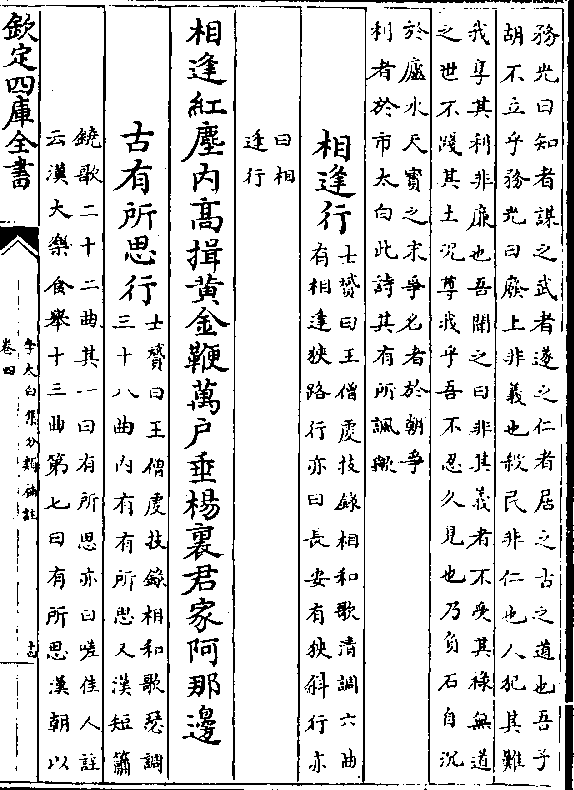 務光曰知者謀之武者遂之仁者居之古之道也吾子
胡不立乎務光曰廢上非義也殺民非仁也人犯其難
我享其利非廉也吾聞之曰非其義者不受其祿無道
之世不踐其土况尊我乎吾不忍久見也乃負石自沉
於廬水天寳之末爭名者於朝爭
利者於市太白此詩其有所諷歟
相逢行
士贇曰王僧䖍技錄相和歌清調六曲
有相逢狹路行亦曰長安有狹斜行亦
曰相
逢行
相逢紅塵内髙揖黄金鞭萬戸垂楊裏君家阿那邊
古有所思行
士贇曰王僧䖍技錄相和歌瑟調
三十八曲内有有所思又漢短簫
鐃歌二十二曲其一曰有所思亦曰嗟佳人註
云漢大樂食舉十三曲第七曰有所思漢朝以
欽定四庫全書
李太白集分類補註
卷四